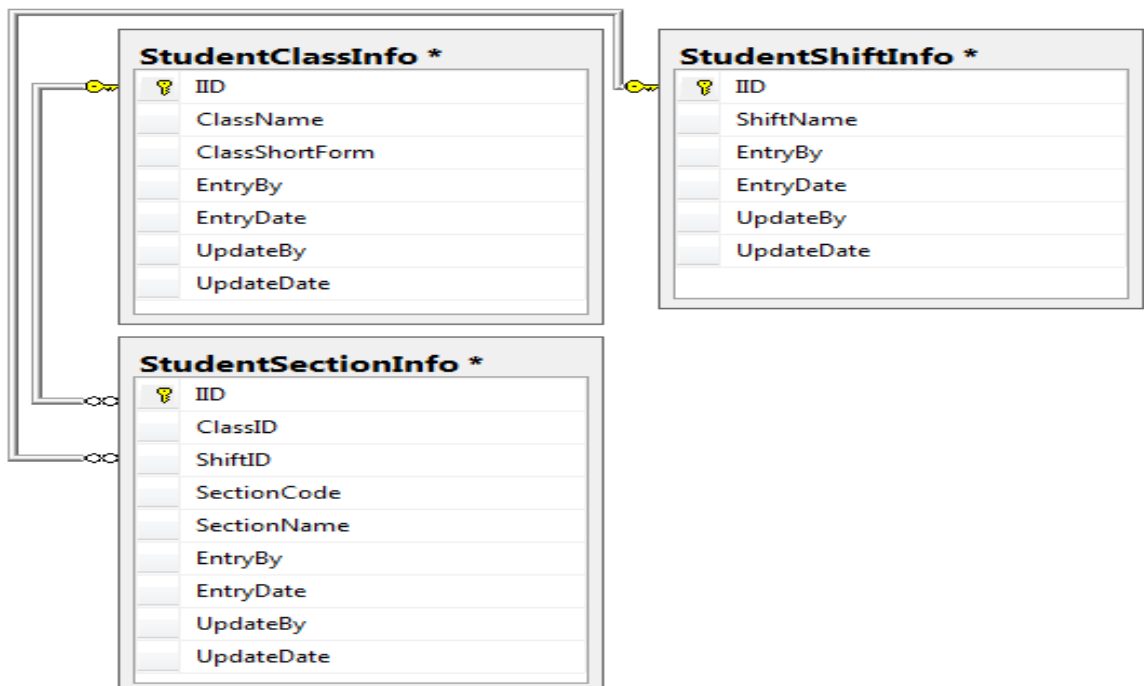 StudentClassInfo *
IID
ClassName
ClassShortForm
EntryBy
EntryDate
UpdateBy
UpdateDate
StudentShiftInfo *
IID
ShiftName
EntryBy
EntryDate
UpdateBy
UpdateDate
StudentSectionInfo *
IID
ClassID
ShiftID
SectionCode
SectionName
EntryBy
EntryDate
UpdateBy
UpdateDate